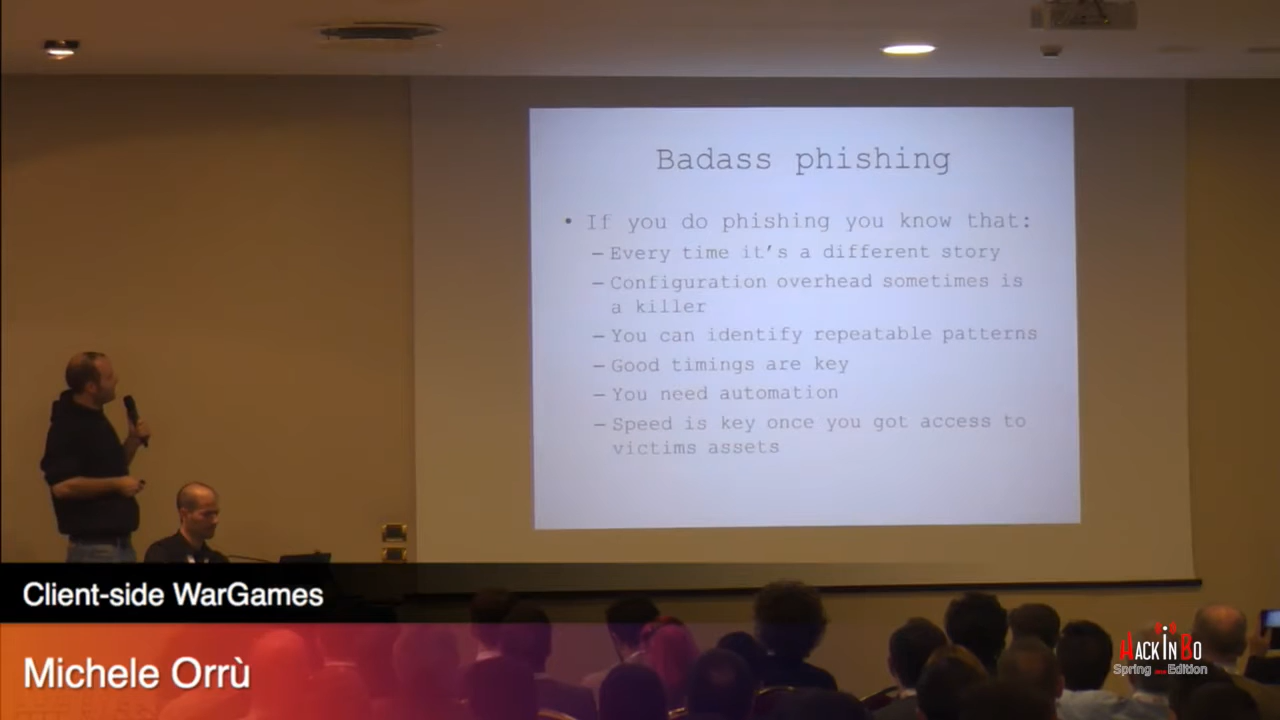 Badass phishing
• If you do phishing you know that:
– Every time it's a different story
– Configuration overhead sometimes is
a killer
– You can identify repeatable patterns
– Good timings are key
– You need automation
– Speed is key once you got access to
victims assets
Client-side WarGames
Michele Orrù
HackInBo
Spring Edition